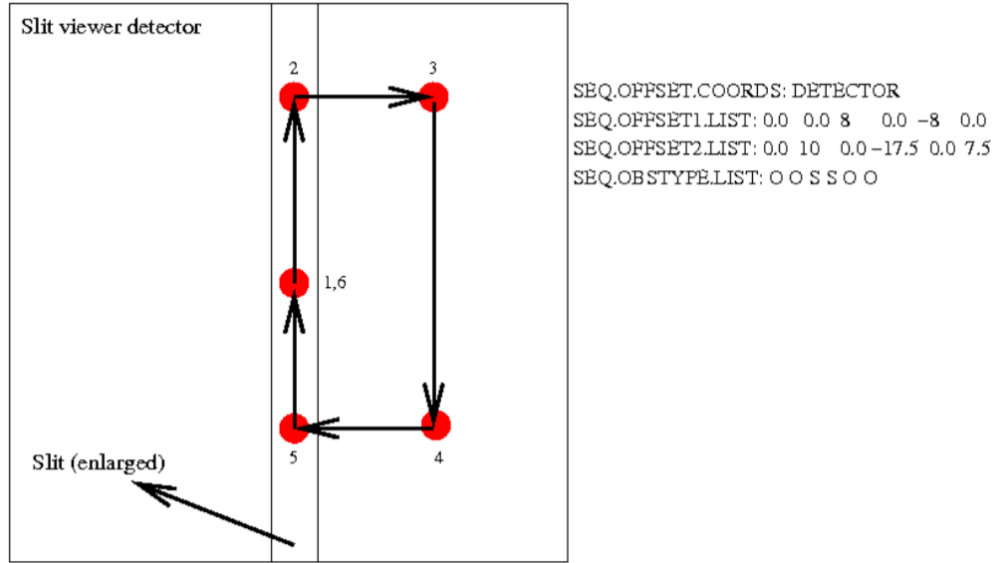 Slit viewer detector
2
3
SEQ.OFFSET.COORDS: DETECTOR
SEQ.OFFSET1.LIST: 0.0 0.0 8 0.0 −8 0.0
SEQ.OFFSET2.LIST: 0.0 10 0.0 −17.5 0.0 7.5
SEQ.OBSTYPE.LIST: O O S S O O
1,6
5
4
Slit (enlarged)